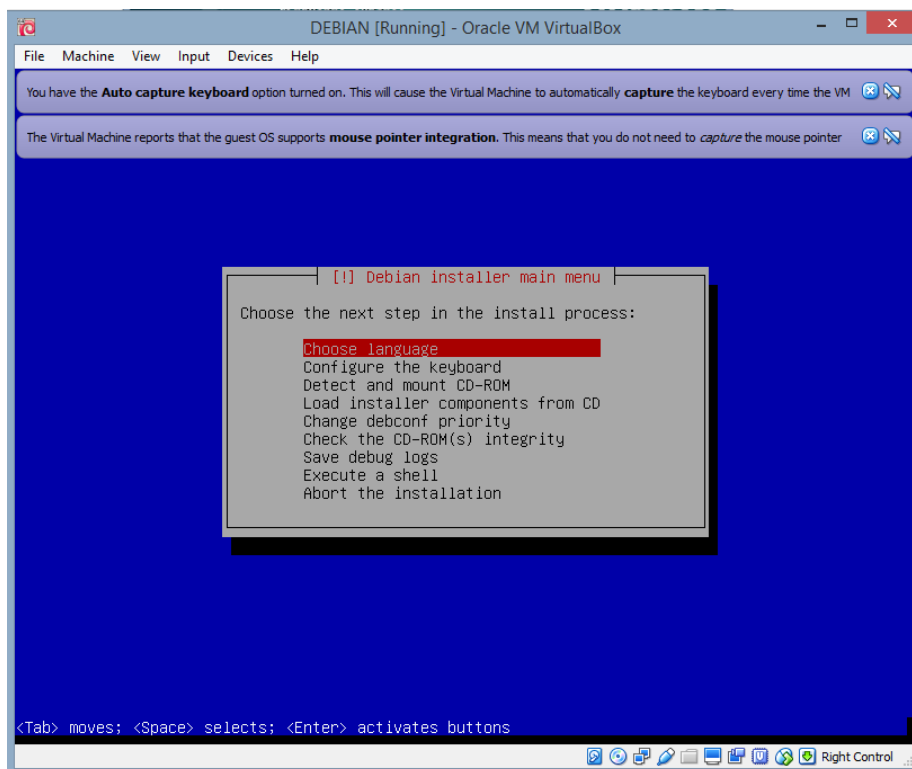 DEBIAN [Running] - Oracle VM VirtualBox
File Machine View Input Devices Help
You have the Auto capture keyboard option turned on. This will cause the Virtual Machine to automatically capture the keyboard every time the VM
The Virtual Machine reports that the guest OS supports mouse pointer integration. This means that you do not need to capture the mouse pointer
[!] Debian installer main menu
Choose the next step in the install process:
Choose language
Configure the keyboard
Detect and mount CD-ROM
Load installer components from CD
Change debconf priority
Check the CD-ROM(s) integrity
Save debug logs
Execute a shell
Abort the installation
<Tab> moves; <Space> selects; <Enter> activates buttons
Right Control